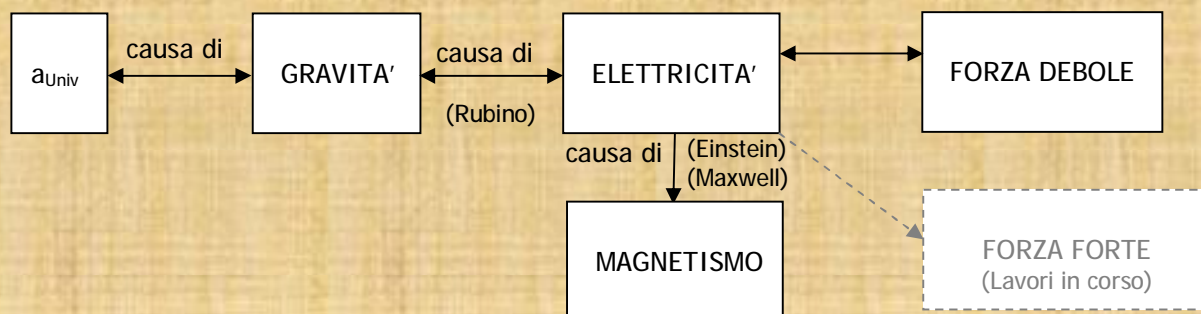 causa di
causa di
a_Univ
GRAVITA'
ELETTRICITA'
FORZA DEBOLE
(Rubino)
causa di
(Einstein)
(Maxwell)
MAGNETISMO
FORZA FORTE
(Lavori in corso)